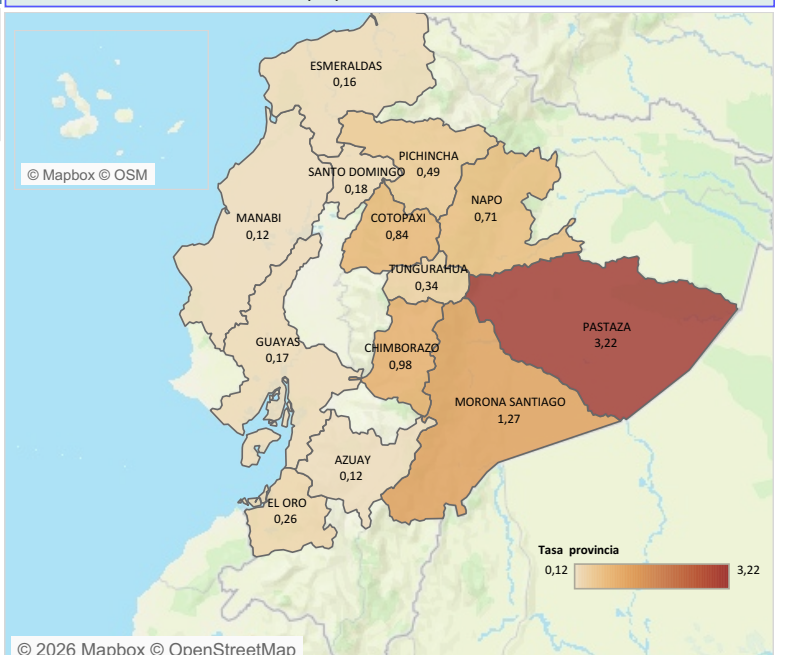 ESMERALDAS
0,16
© Mapbox © OSM
PICHINCHA
0,49
SANTO DOMINGO
0,18
NAPO
0,71
MANABI
0,12
COTOPAXI
0,84
TUNGURAHUA
0,34
PASTAZA
3,22
GUAYAS
0,17
CHIMBORAZO
0,98
MORONA SANTIAGO
1,27
AZUAY
0,12
EL ORO
0,26
Tasa provincia
0,12 3,22
© 2026 Mapbox © OpenStreetMap